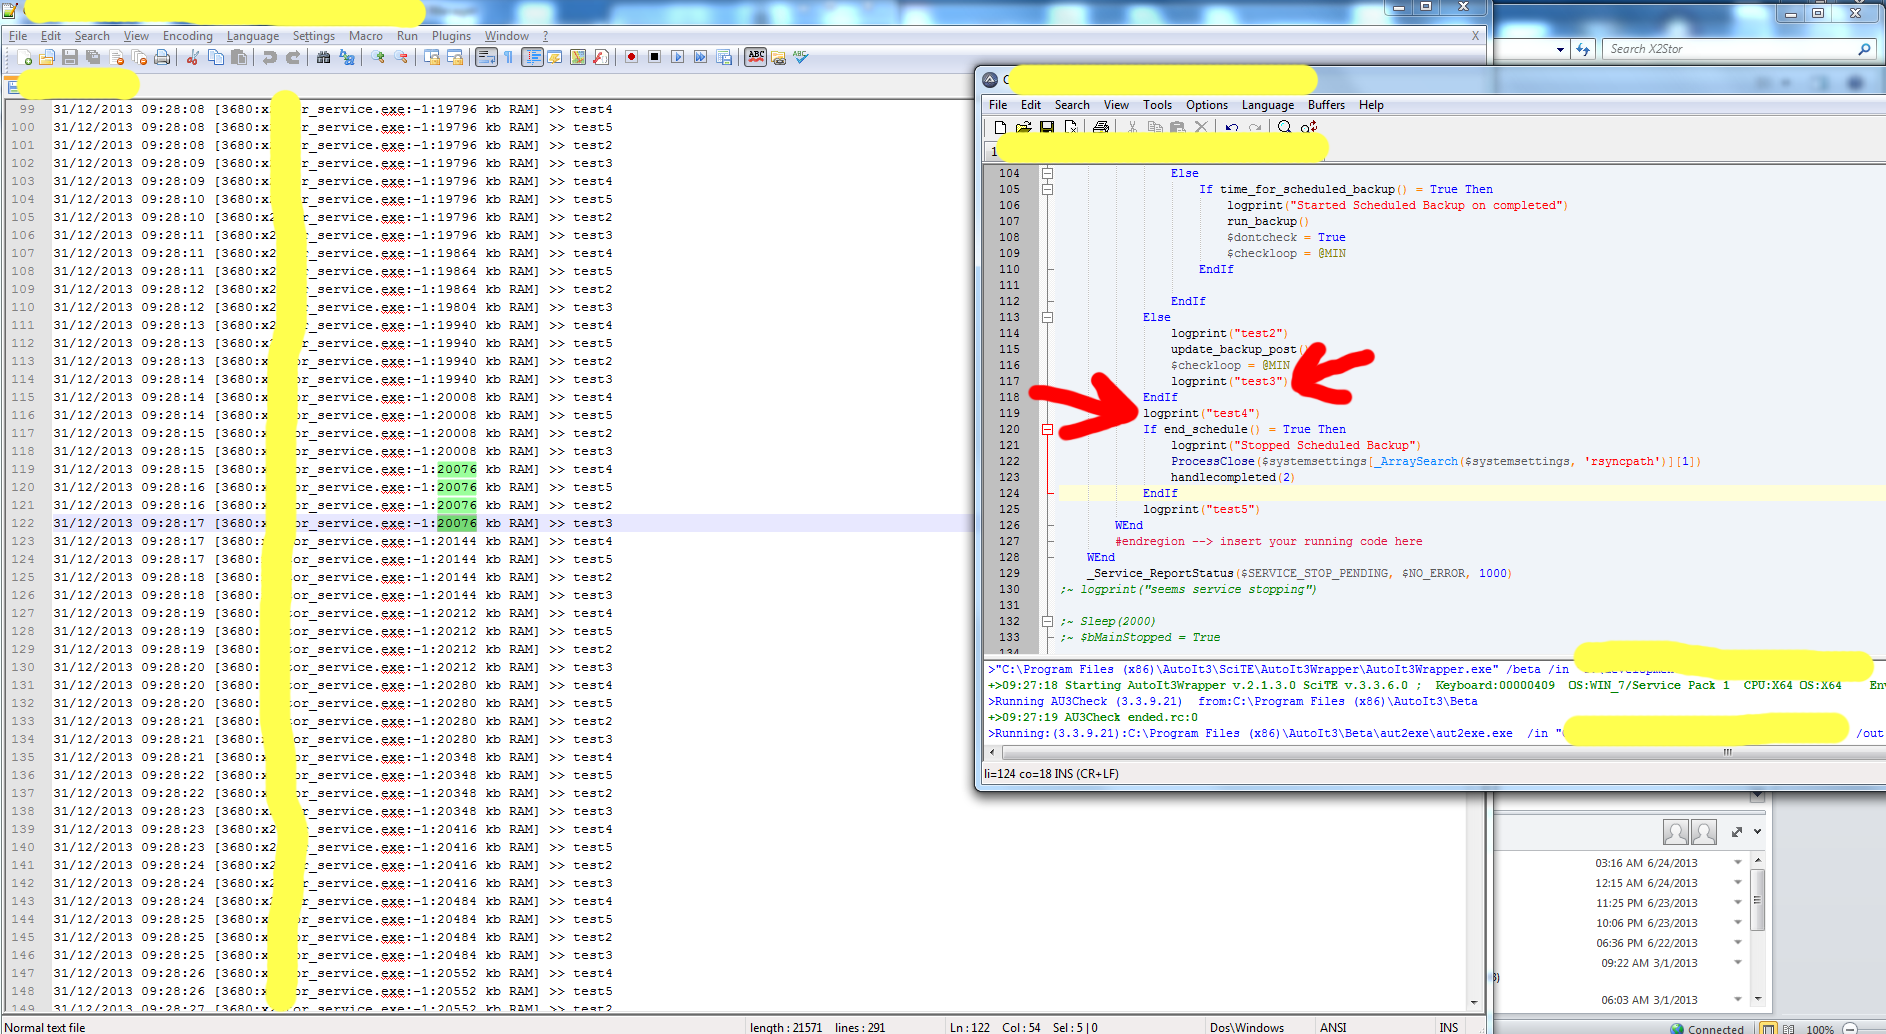 File Edit Search View Encoding Language Settings Macro Run Plugins Window ? X
99 31/12/2013 09:28:08 [3680:x r_service.exe:-1:19796 kb RAM] >> test4
100 31/12/2013 09:28:08 [3680:x r_service.exe:-1:19796 kb RAM] >> test5
101 31/12/2013 09:28:08 [3680:x r_service.exe:-1:19796 kb RAM] >> test2
102 31/12/2013 09:28:09 [3680:x r_service.exe:-1:19796 kb RAM] >> test3
103 31/12/2013 09:28:09 [3680:x r_service.exe:-1:19796 kb RAM] >> test4
104 31/12/2013 09:28:10 [3680:x r_service.exe:-1:19796 kb RAM] >> test5
105 31/12/2013 09:28:10 [3680:x2 r_service.exe:-1:19796 kb RAM] >> test2
106 31/12/2013 09:28:11 [3680:x2 r_service.exe:-1:19796 kb RAM] >> test3
107 31/12/2013 09:28:11 [3680:x2 r_service.exe:-1:19864 kb RAM] >> test4
108 31/12/2013 09:28:11 [3680:x2 r_service.exe:-1:19864 kb RAM] >> test5
109 31/12/2013 09:28:12 [3680:x2 r_service.exe:-1:19864 kb RAM] >> test2
110 31/12/2013 09:28:12 [3680:x2 r_service.exe:-1:19804 kb RAM] >> test3
111 31/12/2013 09:28:13 [3680:x2 r_service.exe:-1:19940 kb RAM] >> test4
112 31/12/2013 09:28:13 [3680:x2 r_service.exe:-1:19940 kb RAM] >> test5
113 31/12/2013 09:28:13 [3680:x r_service.exe:-1:19940 kb RAM] >> test2
114 31/12/2013 09:28:14 [3680:x r_service.exe:-1:19940 kb RAM] >> test3
115 31/12/2013 09:28:14 [3680:x r_service.exe:-1:20008 kb RAM] >> test4
116 31/12/2013 09:28:14 [3680:x r_service.exe:-1:20008 kb RAM] >> test5
117 31/12/2013 09:28:15 [3680:x r_service.exe:-1:20008 kb RAM] >> test2
118 31/12/2013 09:28:15 [3680:x r_service.exe:-1:20008 kb RAM] >> test3
119 31/12/2013 09:28:15 [3680:x or_service.exe:-1:20076 kb RAM] >> test4
120 31/12/2013 09:28:16 [3680:x or_service.exe:-1:20076 kb RAM] >> test5
121 31/12/2013 09:28:16 [3680:x or_service.exe:-1:20076 kb RAM] >> test2
122 31/12/2013 09:28:17 [3680:x or_service.exe:-1:20076 kb RAM] >> test3
123 31/12/2013 09:28:17 [3680:x or_service.exe:-1:20144 kb RAM] >> test4
124 31/12/2013 09:28:17 [3680:x or_service.exe:-1:20144 kb RAM] >> test5
125 31/12/2013 09:28:18 [3680:x or_service.exe:-1:20144 kb RAM] >> test2
126 31/12/2013 09:28:18 [3680:x or_service.exe:-1:20144 kb RAM] >> test3
127 31/12/2013 09:28:19 [3680:x or_service.exe:-1:20212 kb RAM] >> test4
128 31/12/2013 09:28:19 [3680:x or_service.exe:-1:20212 kb RAM] >> test5
129 31/12/2013 09:28:19 [3680:x or_service.exe:-1:20212 kb RAM] >> test2
130 31/12/2013 09:28:20 [3680:x or_service.exe:-1:20212 kb RAM] >> test3
131 31/12/2013 09:28:20 [3680:x or_service.exe:-1:20280 kb RAM] >> test4
132 31/12/2013 09:28:20 [3680:x or_service.exe:-1:20280 kb RAM] >> test5
133 31/12/2013 09:28:21 [3680:x or_service.exe:-1:20280 kb RAM] >> test2
134 31/12/2013 09:28:21 [3680:x or_service.exe:-1:20280 kb RAM] >> test3
135 31/12/2013 09:28:21 [3680:x or_service.exe:-1:20348 kb RAM] >> test4
136 31/12/2013 09:28:22 [3680:x or_service.exe:-1:20348 kb RAM] >> test5
137 31/12/2013 09:28:22 [3680:x or_service.exe:-1:20348 kb RAM] >> test2
138 31/12/2013 09:28:23 [3680:x2 r_service.exe:-1:20348 kb RAM] >> test3
139 31/12/2013 09:28:23 [3680:x2 r_service.exe:-1:20416 kb RAM] >> test4
140 31/12/2013 09:28:23 [3680:x2 r_service.exe:-1:20416 kb RAM] >> test5
141 31/12/2013 09:28:24 [3680:x2 r_service.exe:-1:20416 kb RAM] >> test2
142 31/12/2013 09:28:24 [3680:x2 r_service.exe:-1:20416 kb RAM] >> test3
143 31/12/2013 09:28:24 [3680:x2 r_service.exe:-1:20484 kb RAM] >> test4
144 31/12/2013 09:28:25 [3680:x r_service.exe:-1:20484 kb RAM] >> test5
145 31/12/2013 09:28:25 [3680:x r_service.exe:-1:20484 kb RAM] >> test2
146 31/12/2013 09:28:25 [3680:x r_service.exe:-1:20484 kb RAM] >> test3
147 31/12/2013 09:28:26 [3680:x r_service.exe:-1:20552 kb RAM] >> test4
148 31/12/2013 09:28:26 [3680:x r_service.exe:-1:20552 kb RAM] >> test5
149 31/12/2013 09:28:27 [3680:x r_service.exe:-1:20552 kb RAM] >> test2
Normal text file length : 21571 lines : 291 Ln : 122 Col : 54 Sel : 5 | 0 Dos\Windows ANSI INS
Search X2Stor
File Edit Search View Tools Options Language Buffers Help
1
104 Else
105 If time_for_scheduled_backup() = True Then
106 logprint("Started Scheduled Backup on completed")
107 run_backup()
108 $dontcheck = True
109 $checkloop = @MIN
110 EndIf
111
112 EndIf
113 Else
114 logprint("test2")
115 update_backup_post(
116 $checkloop = @MIN
117 logprint("test3")
118 EndIf
119 logprint("test4")
120 If end_schedule() = True Then
121 logprint("Stopped Scheduled Backup")
122 ProcessClose($systemsettings[_ArraySearch($systemsettings, 'rsyncpath')][1])
123 handlecompleted(2)
124 EndIf
125 logprint("test5")
126 WEnd
127 #endregion --> insert your running code here
128 WEnd
129 _Service_ReportStatus($SERVICE_STOP_PENDING, $NO_ERROR, 1000)
130 ;~ logprint("seems service stopping")
131
132 ;~ Sleep(2000)
133 ;~ $bMainStopped = True
134
>"C:\Program Files (x86)\AutoIt3\SciTE\AutoIt3Wrapper\AutoIt3Wrapper.exe" /beta /in
+>09:27:18 Starting AutoIt3Wrapper v.2.1.3.0 SciTE v.3.3.6.0 ; Keyboard:00000409 OS:WIN_7/Service Pack 1 CPU:X64 OS:X64 Env
>Running AU3Check (3.3.9.21) from:C:\Program Files (x86)\AutoIt3\Beta
+>09:27:19 AU3Check ended.rc:0
>Running:(3.3.9.21):C:\Program Files (x86)\AutoIt3\Beta\aut2exe\aut2exe.exe /in " /out
li=124 co=18 INS (CR+LF)
03:16 AM 6/24/2013
12:15 AM 6/24/2013
11:25 PM 6/23/2013
10:06 PM 6/23/2013
06:36 PM 6/22/2013
09:22 AM 3/1/2013
06:03 AM 3/1/2013
Connected 100%